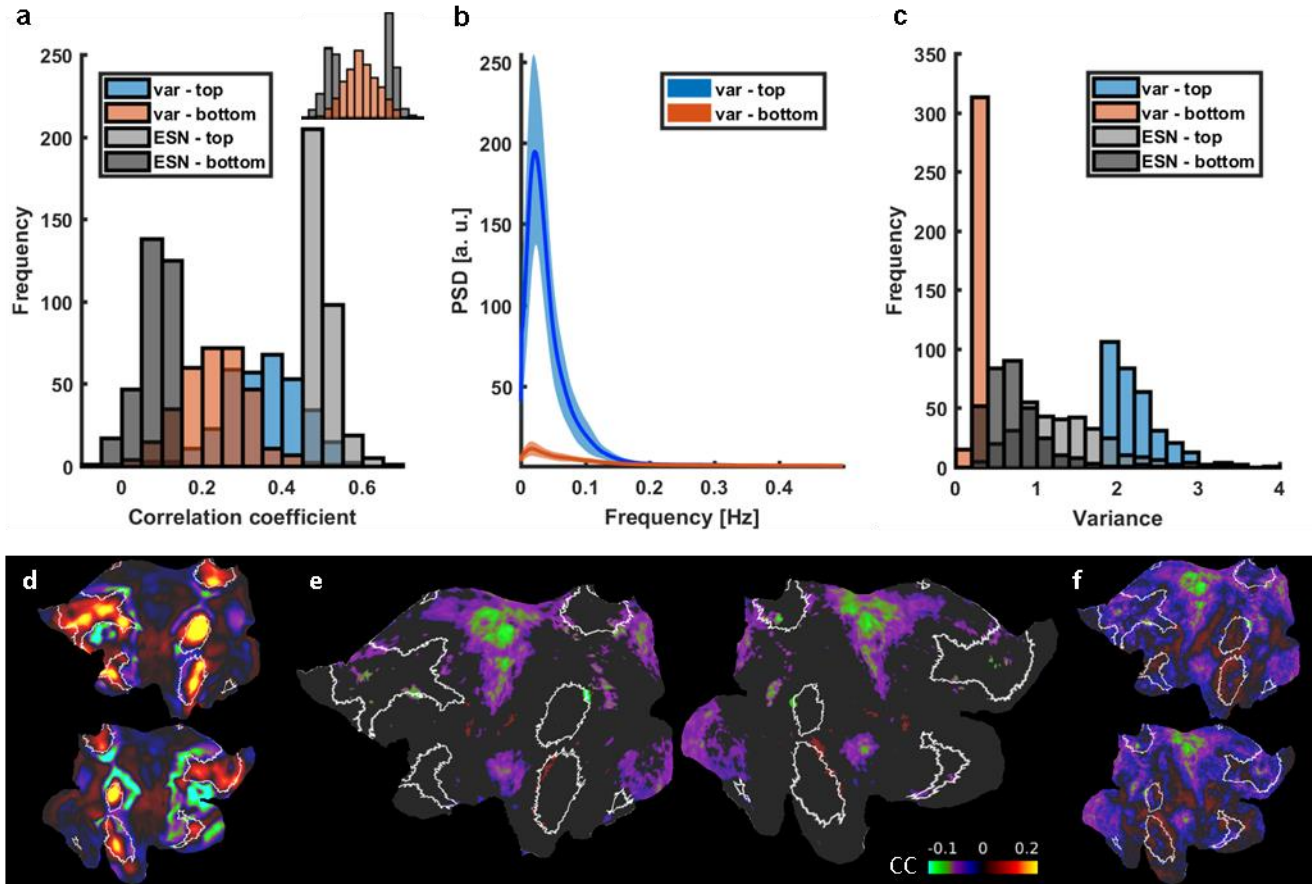 a
250
200
150
100
50
0
Frequency
var - top
var - bottom
ESN - top
ESN - bottom
0
0.2
0.4
0.6
Correlation coefficient
b
250
200
150
100
50
PSD [a. u.]
var - top
var - bottom
0
0.1
0.2
0.3
0.4
Frequency [Hz]
c
350
300
250
200
150
100
50
0
Frequency
var - top
var - bottom
ESN - top
ESN - bottom
0
1
2
3
4
Variance
d
e
f
CC
-0.1
0
0.2